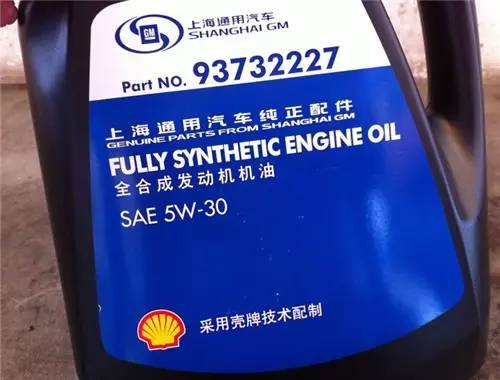 上海通用汽车
SHANGHAI GM
GM
Part NO. 93732227
上海通用汽车纯正配件
GENUINE PARTS FROM SHANGHAI GM
FULLY SYNTHETIC ENGINE OIL
全合成发动机机油
SAE 5W-30
采用壳牌技术配制